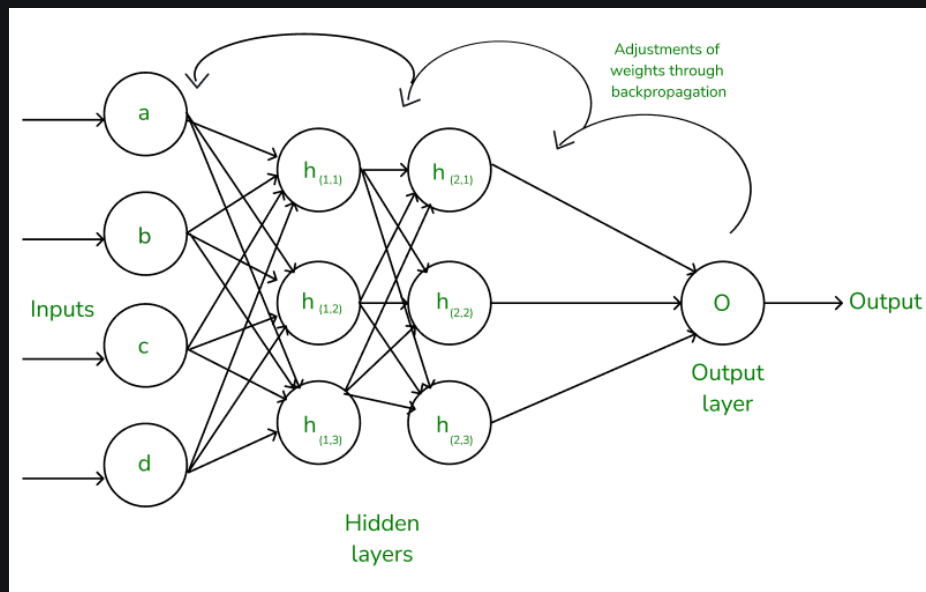 Adjustments of
weights through
backpropagation
a
h (1,1)
h (2,1)
b
Inputs
h (1,2)
h (2,2)
O
Output
c
Output
layer
h (1,3)
h (2,3)
d
Hidden
layers